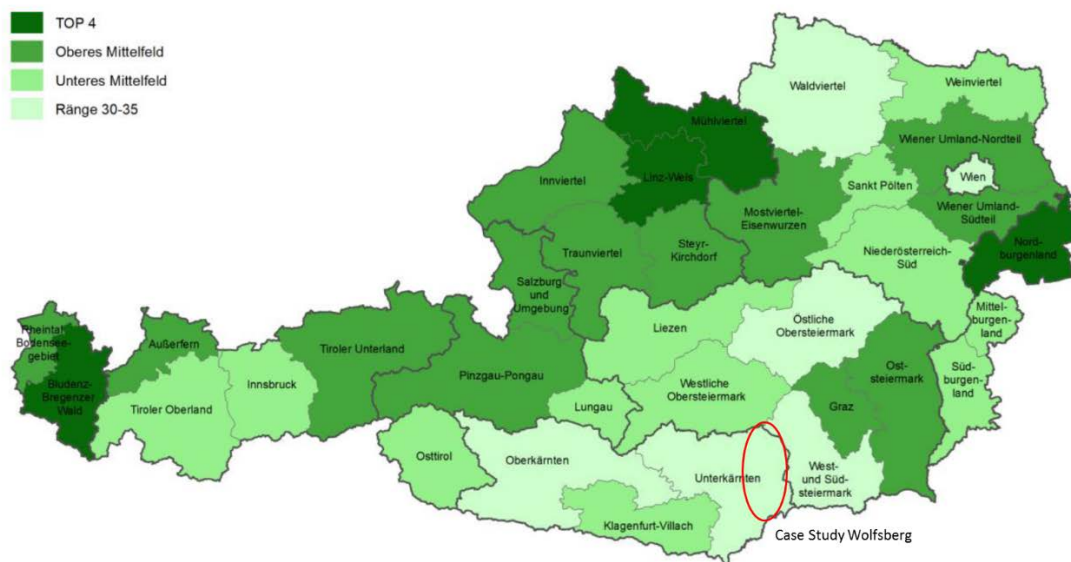 TOP 4
Oberes Mittelfeld
Unteres Mittelfeld
Ränge 30-35
Waldviertel
Weinviertel
Mühlviertel
Wiener Umland-Nordteil
Linz-Wels
Innviertel
Wien
Sankt Pölten
Mostviertel-
Eisenwurzen
Wiener Umland-
Südteil
Nord-
burgenland
Traunviertel
Steyr-
Kirchdorf
Niederösterreich-
Süd
Salzburg
und
Umgebung
Mittel-
burgen-
land
Rheintal-
Bodensee-
gebiet
Außerfern
Tiroler Unterland
Liezen
Östliche
Obersteiermark
Bludenz-
Bregenzer
Wald
Innsbruck
Pinzgau-Pongau
Ost-
steiermark
Süd-
burgen-
land
Tiroler Oberland
Lungau
Westliche
Obersteiermark
Graz
Osttirol
Oberkärnten
Unterkärnten
West-
und Süd-
steiermark
Klagenfurt-Villach
Case Study Wolfsberg